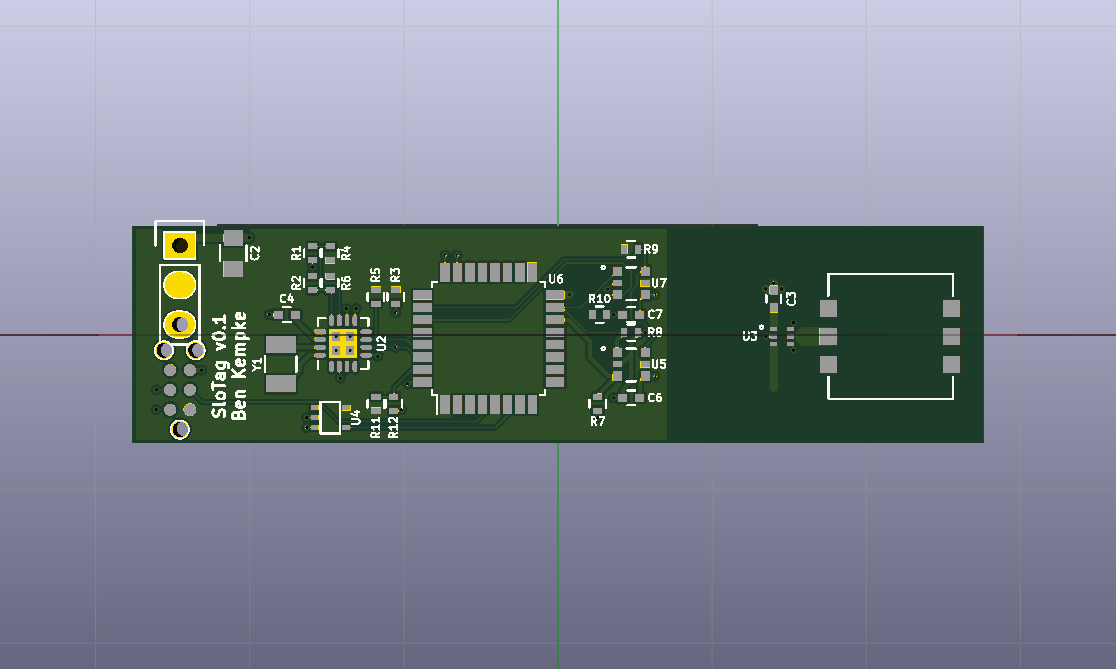 R9
R1
R4
C2
R5
R3
U6
U7
R2
R6
C4
R10
C3
C7
R8
U2
SloTag v0.1
Ben Kempke
Y1
U5
C6
U4
R11
R12
R7